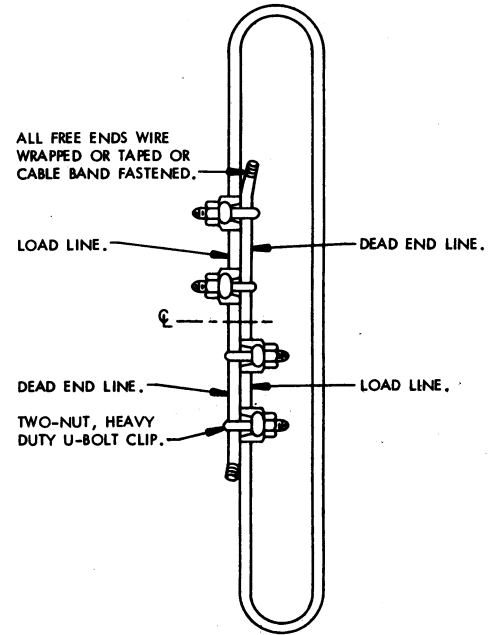 ALL FREE ENDS WIRE
WRAPPED OR TAPED OR
CABLE BAND FASTENED.
LOAD LINE.
DEAD END LINE.
℄
DEAD END LINE.
LOAD LINE.
TWO-NUT, HEAVY
DUTY U-BOLT CLIP.